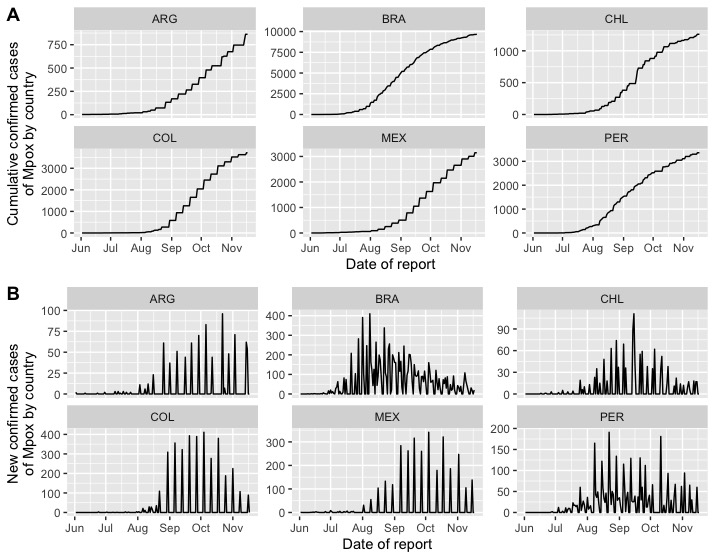 A
Cumulative confirmed cases
of Mpox by country
ARG
BRA
CHL
750
500
250
0
10000
7500
5000
2500
0
1000
500
0
COL
MEX
PER
3000
2000
1000
0
3000
2000
1000
0
3000
2000
1000
0
Jun Jul Aug Sep Oct Nov
Jun Jul Aug Sep Oct Nov
Jun Jul Aug Sep Oct Nov
Date of report
B
New confirmed cases
of Mpox by country
ARG
BRA
CHL
100
75
50
25
0
400
300
200
100
0
90
60
30
0
COL
MEX
PER
400
300
200
100
0
300
200
100
0
200
150
100
50
0
Jun Jul Aug Sep Oct Nov
Jun Jul Aug Sep Oct Nov
Jun Jul Aug Sep Oct Nov
Date of report